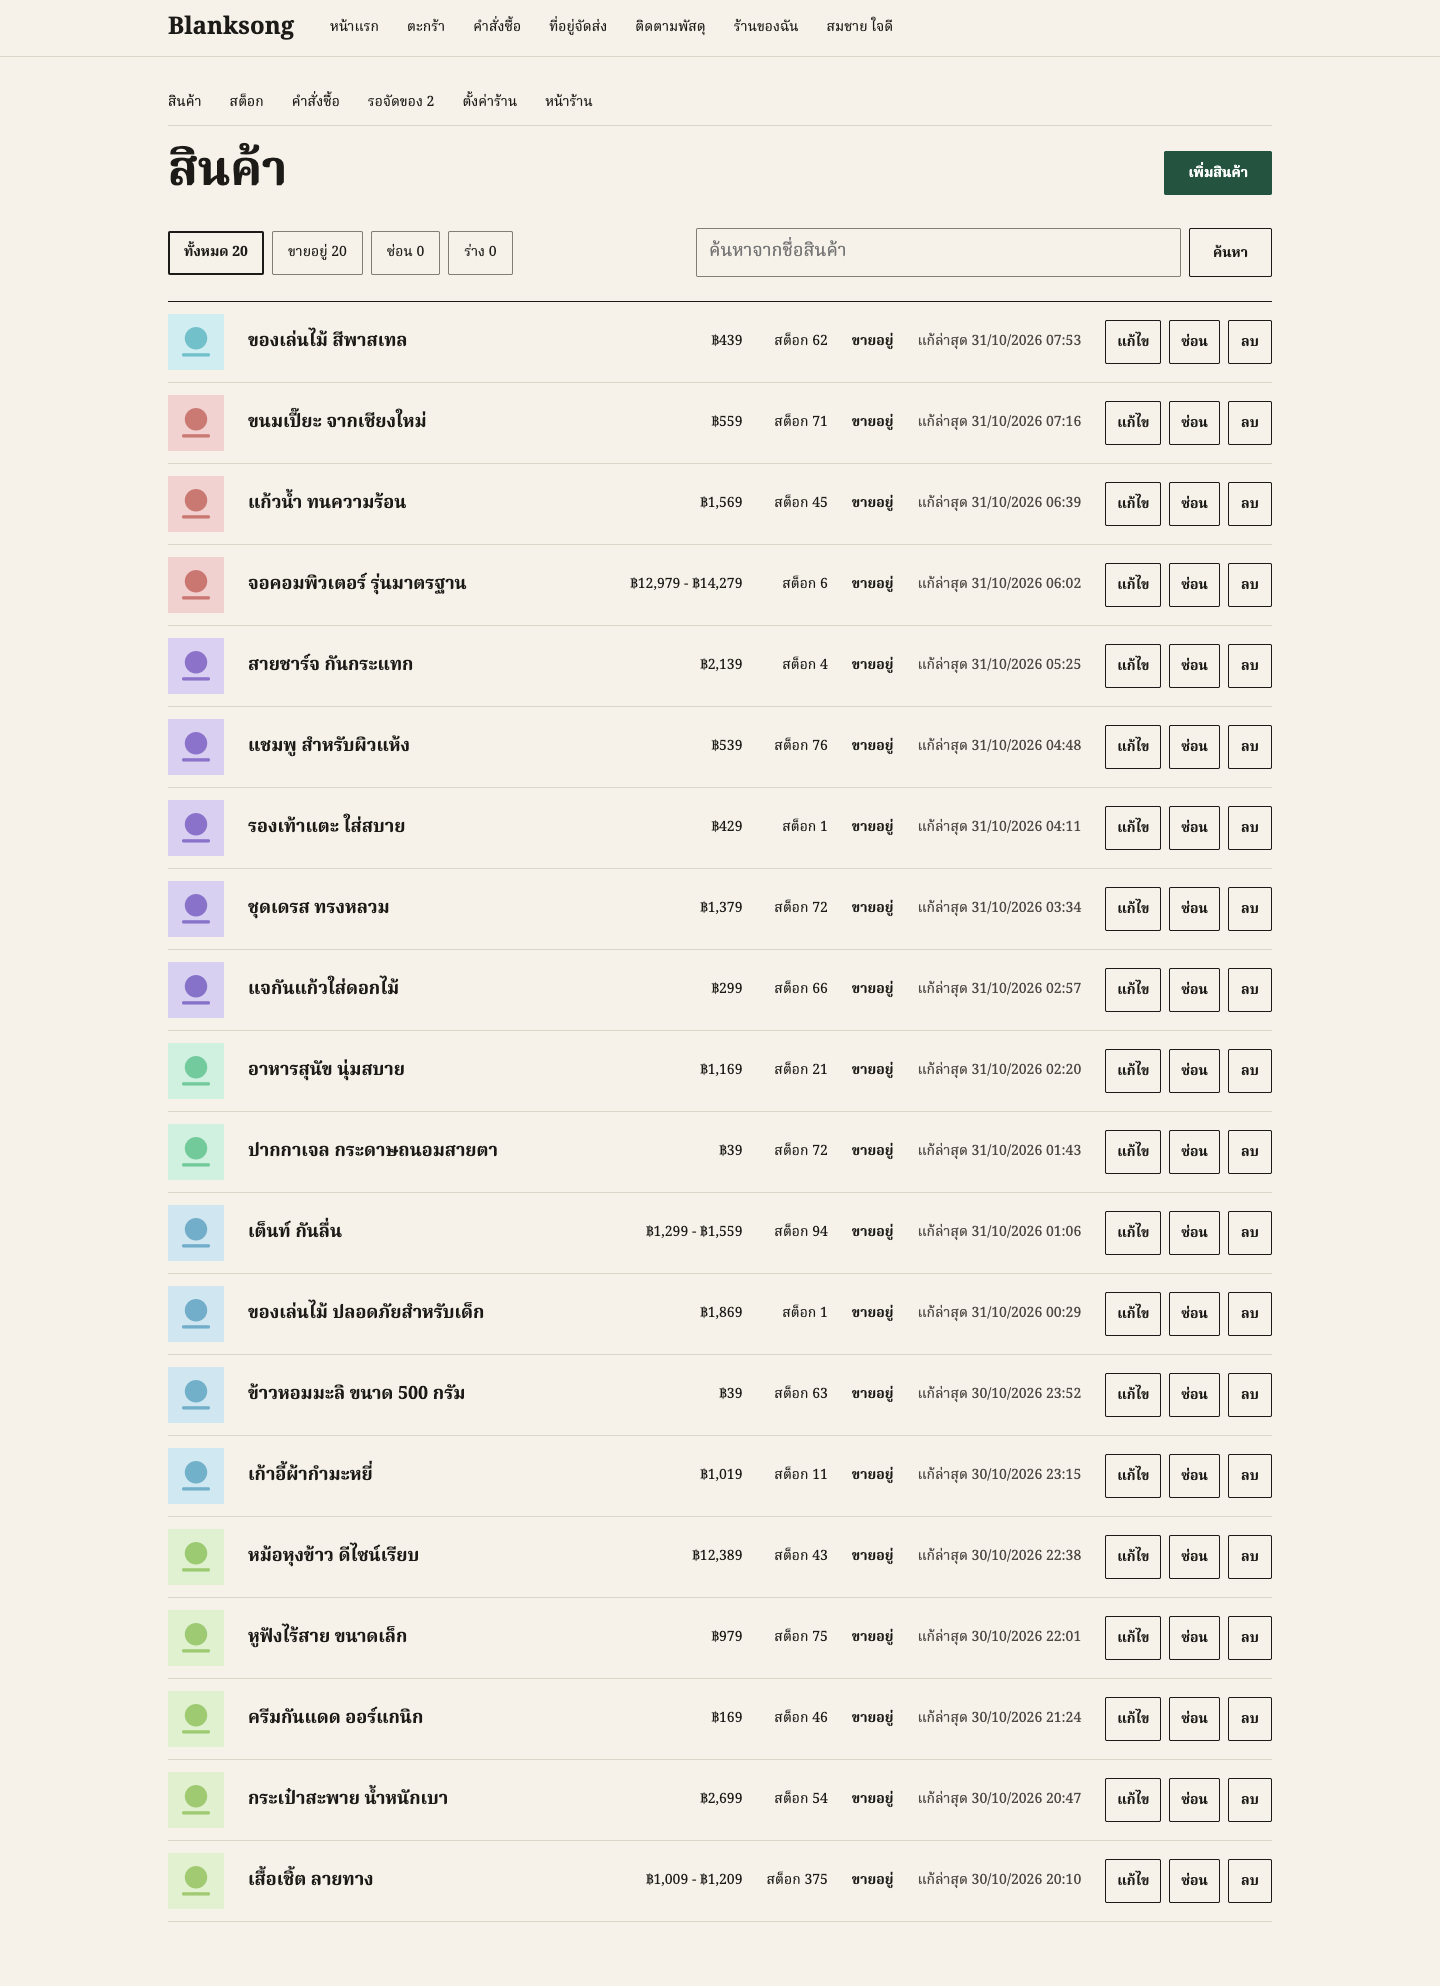 Blanksong หน้าแรก ตะกร้า คำสั่งซื้อ ที่อยู่จัดส่ง ติดตามพัสดุ ร้านของฉัน สมชาย ใจดี
สินค้า สต็อก คำสั่งซื้อ รอจัดของ 2 ตั้งค่าร้าน หน้าร้าน
สินค้า เพิ่มสินค้า
ทั้งหมด 20 ขายอยู่ 20 ซ่อน 0 ร่าง 0 ค้นหาจากชื่อสินค้า ค้นหา
ของเล่นไม้ สีพาสเทล ฿439 สต็อก 62 ขายอยู่ แก้ล่าสุด 31/10/2026 07:53 แก้ไข ซ่อน ลบ
ขนมเปี๊ยะ จากเชียงใหม่ ฿559 สต็อก 71 ขายอยู่ แก้ล่าสุด 31/10/2026 07:16 แก้ไข ซ่อน ลบ
แก้วน้ำ ทนความร้อน ฿1,569 สต็อก 45 ขายอยู่ แก้ล่าสุด 31/10/2026 06:39 แก้ไข ซ่อน ลบ
จอคอมพิวเตอร์ รุ่นมาตรฐาน ฿12,979 - ฿14,279 สต็อก 6 ขายอยู่ แก้ล่าสุด 31/10/2026 06:02 แก้ไข ซ่อน ลบ
สายชาร์จ กันกระแทก ฿2,139 สต็อก 4 ขายอยู่ แก้ล่าสุด 31/10/2026 05:25 แก้ไข ซ่อน ลบ
แชมพู สำหรับผิวแห้ง ฿539 สต็อก 76 ขายอยู่ แก้ล่าสุด 31/10/2026 04:48 แก้ไข ซ่อน ลบ
รองเท้าแตะ ใส่สบาย ฿429 สต็อก 1 ขายอยู่ แก้ล่าสุด 31/10/2026 04:11 แก้ไข ซ่อน ลบ
ชุดเดรส ทรงหลวม ฿1,379 สต็อก 72 ขายอยู่ แก้ล่าสุด 31/10/2026 03:34 แก้ไข ซ่อน ลบ
แจกันแก้วใส่ดอกไม้ ฿299 สต็อก 66 ขายอยู่ แก้ล่าสุด 31/10/2026 02:57 แก้ไข ซ่อน ลบ
อาหารสุนัข นุ่มสบาย ฿1,169 สต็อก 21 ขายอยู่ แก้ล่าสุด 31/10/2026 02:20 แก้ไข ซ่อน ลบ
ปากกาเจล กระดาษถนอมสายตา ฿39 สต็อก 72 ขายอยู่ แก้ล่าสุด 31/10/2026 01:43 แก้ไข ซ่อน ลบ
เต็นท์ กันลื่น ฿1,299 - ฿1,559 สต็อก 94 ขายอยู่ แก้ล่าสุด 31/10/2026 01:06 แก้ไข ซ่อน ลบ
ของเล่นไม้ ปลอดภัยสำหรับเด็ก ฿1,869 สต็อก 1 ขายอยู่ แก้ล่าสุด 31/10/2026 00:29 แก้ไข ซ่อน ลบ
ข้าวหอมมะลิ ขนาด 500 กรัม ฿39 สต็อก 63 ขายอยู่ แก้ล่าสุด 30/10/2026 23:52 แก้ไข ซ่อน ลบ
เก้าอี้ผ้ากำมะหยี่ ฿1,019 สต็อก 11 ขายอยู่ แก้ล่าสุด 30/10/2026 23:15 แก้ไข ซ่อน ลบ
หม้อหุงข้าว ดีไซน์เรียบ ฿12,389 สต็อก 43 ขายอยู่ แก้ล่าสุด 30/10/2026 22:38 แก้ไข ซ่อน ลบ
หูฟังไร้สาย ขนาดเล็ก ฿979 สต็อก 75 ขายอยู่ แก้ล่าสุด 30/10/2026 22:01 แก้ไข ซ่อน ลบ
ครีมกันแดด ออร์แกนิก ฿169 สต็อก 46 ขายอยู่ แก้ล่าสุด 30/10/2026 21:24 แก้ไข ซ่อน ลบ
กระเป๋าสะพาย น้ำหนักเบา ฿2,699 สต็อก 54 ขายอยู่ แก้ล่าสุด 30/10/2026 20:47 แก้ไข ซ่อน ลบ
เสื้อเชิ้ต ลายทาง ฿1,009 - ฿1,209 สต็อก 375 ขายอยู่ แก้ล่าสุด 30/10/2026 20:10 แก้ไข ซ่อน ลบ